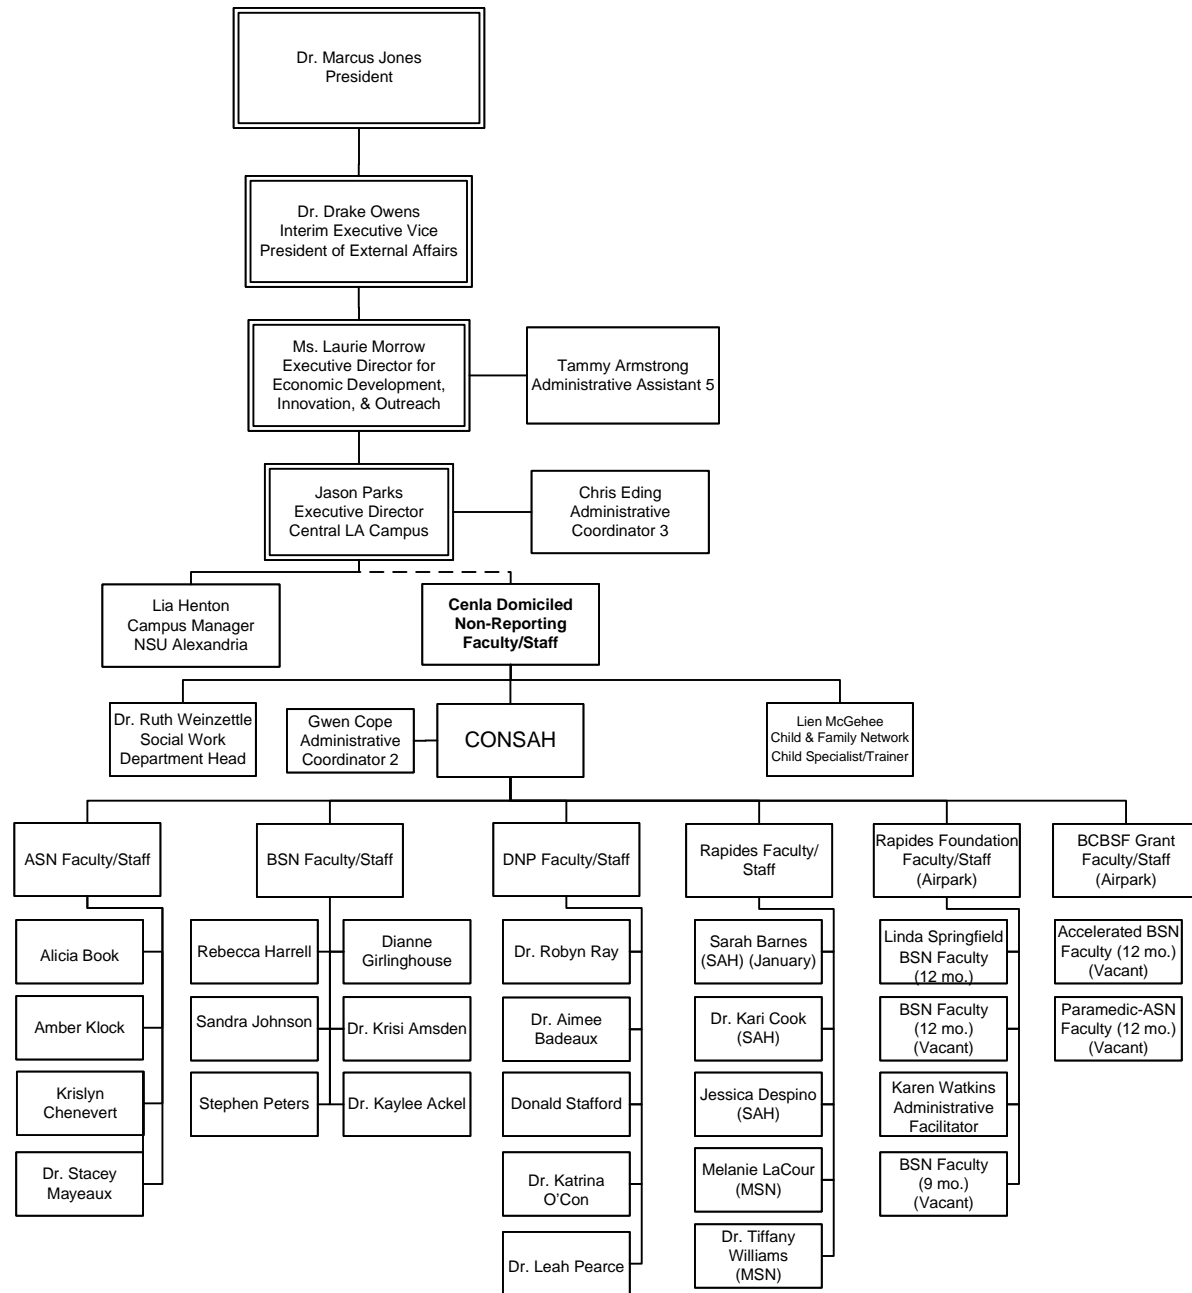 Dr. Marcus Jones
President
Dr. Drake Owens
Interim Executive Vice
President of External Affairs
Ms. Laurie Morrow
Executive Director for
Economic Development,
Innovation, & Outreach
Tammy Armstrong
Administrative Assistant 5
Jason Parks
Executive Director
Central LA Campus
Chris Eding
Administrative
Coordinator 3
Lia Henton
Campus Manager
NSU Alexandria
Cenla Domiciled
Non-Reporting
Faculty/Staff
Dr. Ruth Weinzettle
Social Work
Department Head
Gwen Cope
Administrative
Coordinator 2
CONSAH
Lien McGehee
Child & Family Network
Child Specialist/Trainer
ASN Faculty/Staff
BSN Faculty/Staff
DNP Faculty/Staff
Rapides Faculty/
Staff
Rapides Foundation
Faculty/Staff
(Airpark)
BCBSF Grant
Faculty/Staff
(Airpark)
Alicia Book
Amber Klock
Krislyn
Chenevert
Dr. Stacey
Mayeaux
Rebecca Harrell
Dianne
Girlinghouse
Sandra Johnson
Dr. Krisi Amsden
Stephen Peters
Dr. Kaylee Ackel
Dr. Robyn Ray
Dr. Aimee
Badeaux
Donald Stafford
Dr. Katrina
O’Con
Dr. Leah Pearce
Sarah Barnes
(SAH) (January)
Dr. Kari Cook
(SAH)
Jessica Despino
(SAH)
Melanie LaCour
(MSN)
Dr. Tiffany
Williams
(MSN)
Linda Springfield
BSN Faculty
(12 mo.)
BSN Faculty
(12 mo.)
(Vacant)
Karen Watkins
Administrative
Facilitator
BSN Faculty
(9 mo.)
(Vacant)
Accelerated BSN
Faculty (12 mo.)
(Vacant)
Paramedic-ASN
Faculty (12 mo.)
(Vacant)